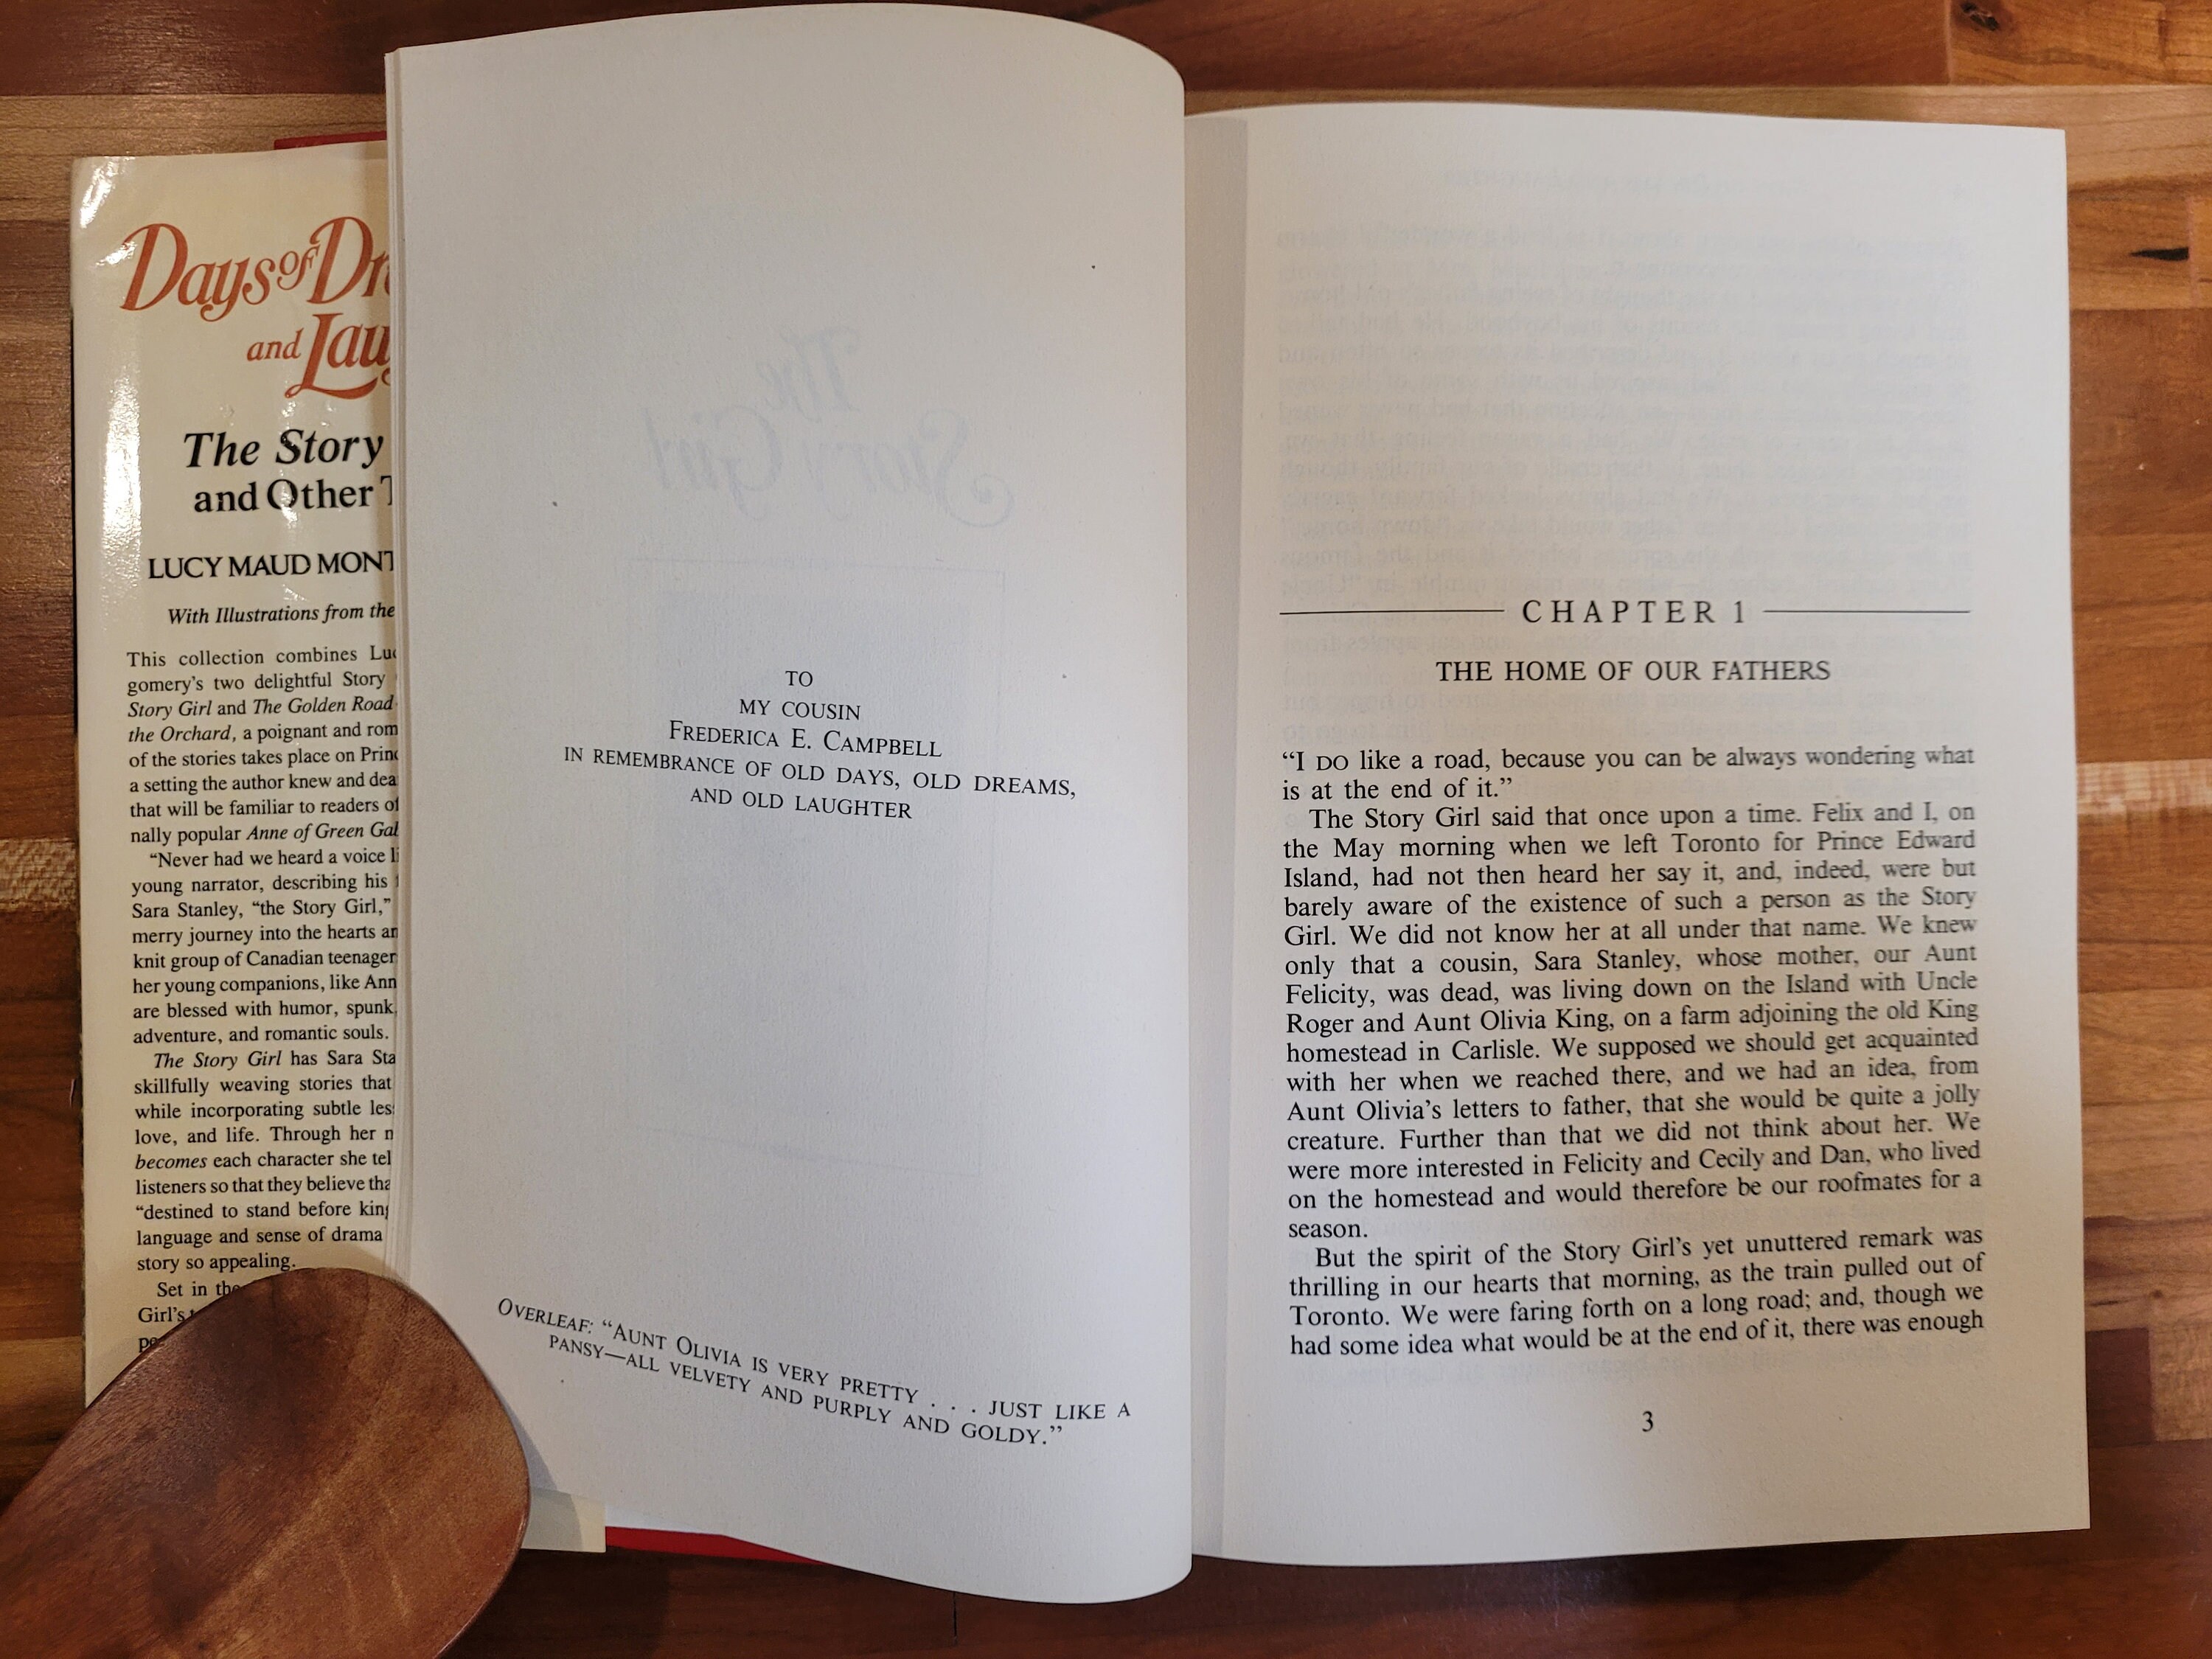 Days of
and
The Story
and Other
LUCY MAUD
With Illustrations from the
This collection combines
gomery's two delightful Story
Story Girl and The Golden Road
the Orchard, a poignant and
of the stories takes place on
a setting the author knew and
that will be familiar to readers
nally popular Anne of Green
"Never had we heard a voice
young narrator, describing his
Sara Stanley, "the Story Girl,"
merry journey into the hearts
knit group of Canadian
her young companions, like
are blessed with humor, spunk,
adventure, and romantic souls.
The Story Girl has Sara
skillfully weaving stories that
while incorporating subtle
love, and life. Through her
becomes each character she
listeners so that they believe
"destined to stand before
language and sense of drama
story so appealing.
Set in the
Girl's
The
Story Girl
TO
MY COUSIN
FREDERICA E. CAMPBELL
IN REMEMBRANCE OF OLD DAYS, OLD DREAMS,
AND OLD LAUGHTER
OVERLEAF: "AUNT OLIVIA IS VERY PRETTY . . . JUST LIKE A
PANSY—ALL VELVETY AND PURPLY AND GOLDY."
CHAPTER 1
THE HOME OF OUR FATHERS
"I DO like a road, because you can be always wondering what
is at the end of it."
The Story Girl said that once upon a time. Felix and I, on
the May morning when we left Toronto for Prince Edward
Island, had not then heard her say it, and, indeed, were but
barely aware of the existence of such a person as the Story
Girl. We did not know her at all under that name. We knew
only that a cousin, Sara Stanley, whose mother, our Aunt
Felicity, was dead, was living down on the Island with Uncle
Roger and Aunt Olivia King, on a farm adjoining the old King
homestead in Carlisle. We supposed we should get acquainted
with her when we reached there, and we had an idea, from
Aunt Olivia's letters to father, that she would be quite a jolly
creature. Further than that we did not think about her. We
were more interested in Felicity and Cecily and Dan, who lived
on the homestead and would therefore be our roofmates for a
season.
But the spirit of the Story Girl's yet unuttered remark was
thrilling in our hearts that morning, as the train pulled out of
Toronto. We were faring forth on a long road; and, though we
had some idea what would be at the end of it, there was enough
3